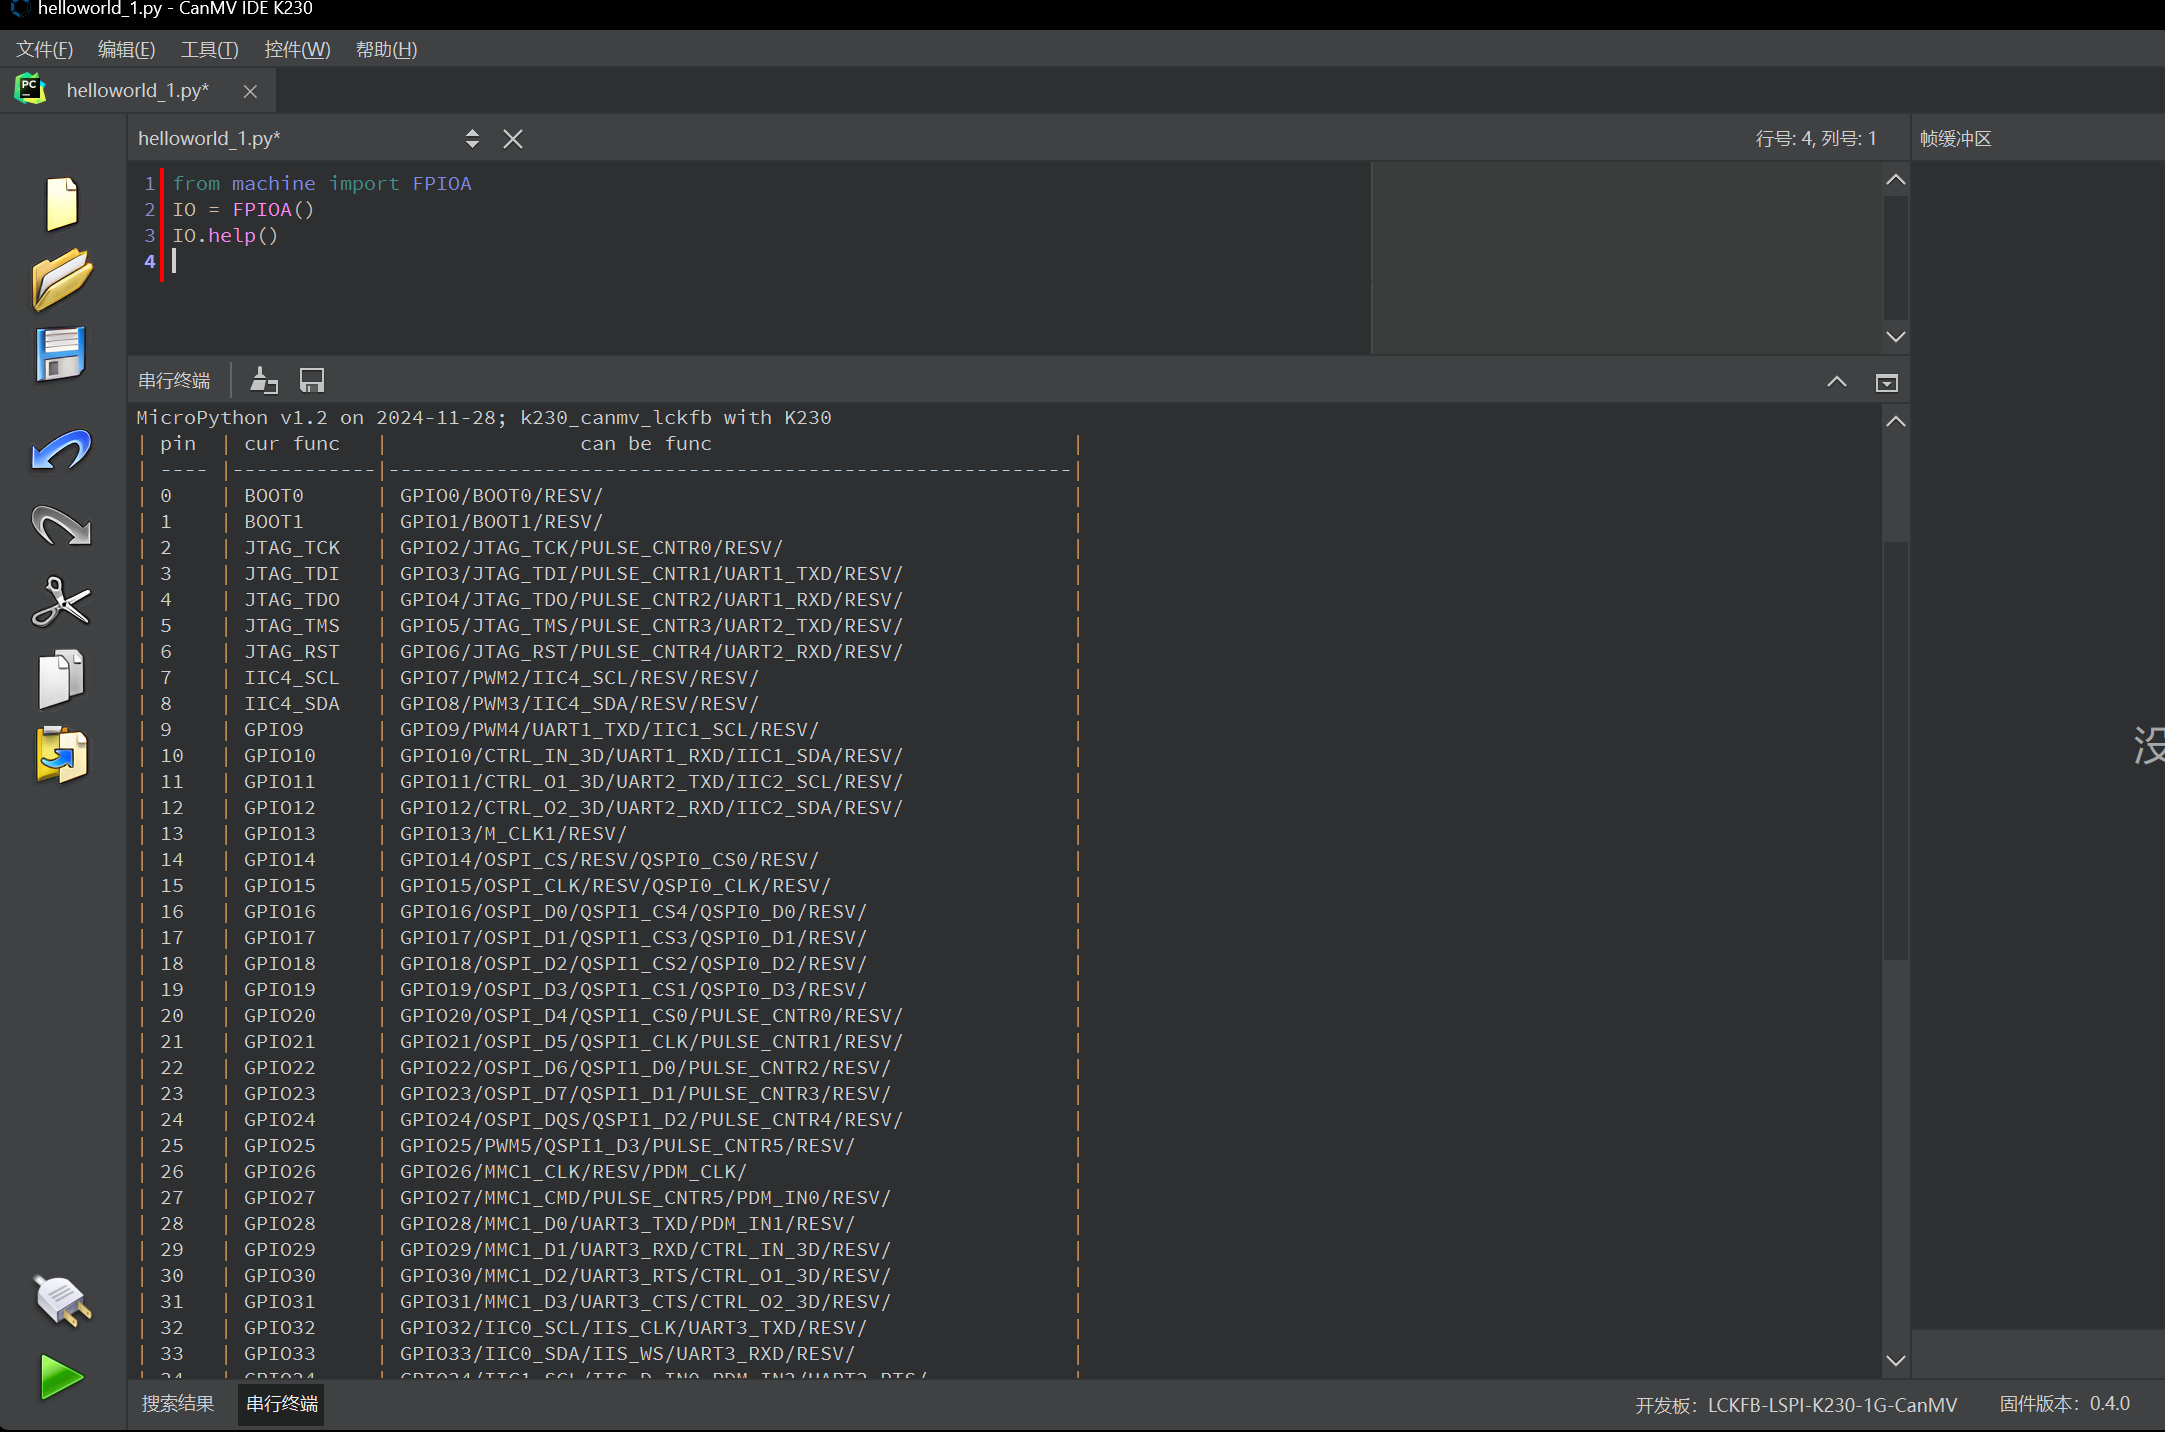 helloworld_1.py - CanMV IDE K230
文件(F) 编辑(E) 工具(T) 控件(W) 帮助(H)
PC helloworld_1.py*
helloworld_1.py* 行号: 4, 列号: 1 帧缓冲区
1 from machine import FPIOA
2 IO = FPIOA()
3 IO.help()
4
串行终端
MicroPython v1.2 on 2024-11-28; k230_canmv_lckfb with K230
| pin | cur func | can be func |
| ---- |------------|---------------------------------------------------------|
| 0 | BOOT0 | GPIO0/BOOT0/RESV/ |
| 1 | BOOT1 | GPIO1/BOOT1/RESV/ |
| 2 | JTAG_TCK | GPIO2/JTAG_TCK/PULSE_CNTR0/RESV/ |
| 3 | JTAG_TDI | GPIO3/JTAG_TDI/PULSE_CNTR1/UART1_TXD/RESV/ |
| 4 | JTAG_TDO | GPIO4/JTAG_TDO/PULSE_CNTR2/UART1_RXD/RESV/ |
| 5 | JTAG_TMS | GPIO5/JTAG_TMS/PULSE_CNTR3/UART2_TXD/RESV/ |
| 6 | JTAG_RST | GPIO6/JTAG_RST/PULSE_CNTR4/UART2_RXD/RESV/ |
| 7 | IIC4_SCL | GPIO7/PWM2/IIC4_SCL/RESV/RESV/ |
| 8 | IIC4_SDA | GPIO8/PWM3/IIC4_SDA/RESV/RESV/ |
| 9 | GPIO9 | GPIO9/PWM4/UART1_TXD/IIC1_SCL/RESV/ |
| 10 | GPIO10 | GPIO10/CTRL_IN_3D/UART1_RXD/IIC1_SDA/RESV/ |
| 11 | GPIO11 | GPIO11/CTRL_O1_3D/UART2_TXD/IIC2_SCL/RESV/ |
| 12 | GPIO12 | GPIO12/CTRL_O2_3D/UART2_RXD/IIC2_SDA/RESV/ |
| 13 | GPIO13 | GPIO13/M_CLK1/RESV/ |
| 14 | GPIO14 | GPIO14/OSPI_CS/RESV/QSPI0_CS0/RESV/ |
| 15 | GPIO15 | GPIO15/OSPI_CLK/RESV/QSPI0_CLK/RESV/ |
| 16 | GPIO16 | GPIO16/OSPI_D0/QSPI1_CS4/QSPI0_D0/RESV/ |
| 17 | GPIO17 | GPIO17/OSPI_D1/QSPI1_CS3/QSPI0_D1/RESV/ |
| 18 | GPIO18 | GPIO18/OSPI_D2/QSPI1_CS2/QSPI0_D2/RESV/ |
| 19 | GPIO19 | GPIO19/OSPI_D3/QSPI1_CS1/QSPI0_D3/RESV/ |
| 20 | GPIO20 | GPIO20/OSPI_D4/QSPI1_CS0/PULSE_CNTR0/RESV/ |
| 21 | GPIO21 | GPIO21/OSPI_D5/QSPI1_CLK/PULSE_CNTR1/RESV/ |
| 22 | GPIO22 | GPIO22/OSPI_D6/QSPI1_D0/PULSE_CNTR2/RESV/ |
| 23 | GPIO23 | GPIO23/OSPI_D7/QSPI1_D1/PULSE_CNTR3/RESV/ |
| 24 | GPIO24 | GPIO24/OSPI_DQS/QSPI1_D2/PULSE_CNTR4/RESV/ |
| 25 | GPIO25 | GPIO25/PWM5/QSPI1_D3/PULSE_CNTR5/RESV/ |
| 26 | GPIO26 | GPIO26/MMC1_CLK/RESV/PDM_CLK/ |
| 27 | GPIO27 | GPIO27/MMC1_CMD/PULSE_CNTR5/PDM_IN0/RESV/ |
| 28 | GPIO28 | GPIO28/MMC1_D0/UART3_TXD/PDM_IN1/RESV/ |
| 29 | GPIO29 | GPIO29/MMC1_D1/UART3_RXD/CTRL_IN_3D/RESV/ |
| 30 | GPIO30 | GPIO30/MMC1_D2/UART3_RTS/CTRL_O1_3D/RESV/ |
| 31 | GPIO31 | GPIO31/MMC1_D3/UART3_CTS/CTRL_O2_3D/RESV/ |
| 32 | GPIO32 | GPIO32/IIC0_SCL/IIS_CLK/UART3_TXD/RESV/ |
| 33 | GPIO33 | GPIO33/IIC0_SDA/IIS_WS/UART3_RXD/RESV/ |
没
搜索结果 串行终端 开发板: LCKFB-LSPI-K230-1G-CanMV 固件版本: 0.4.0